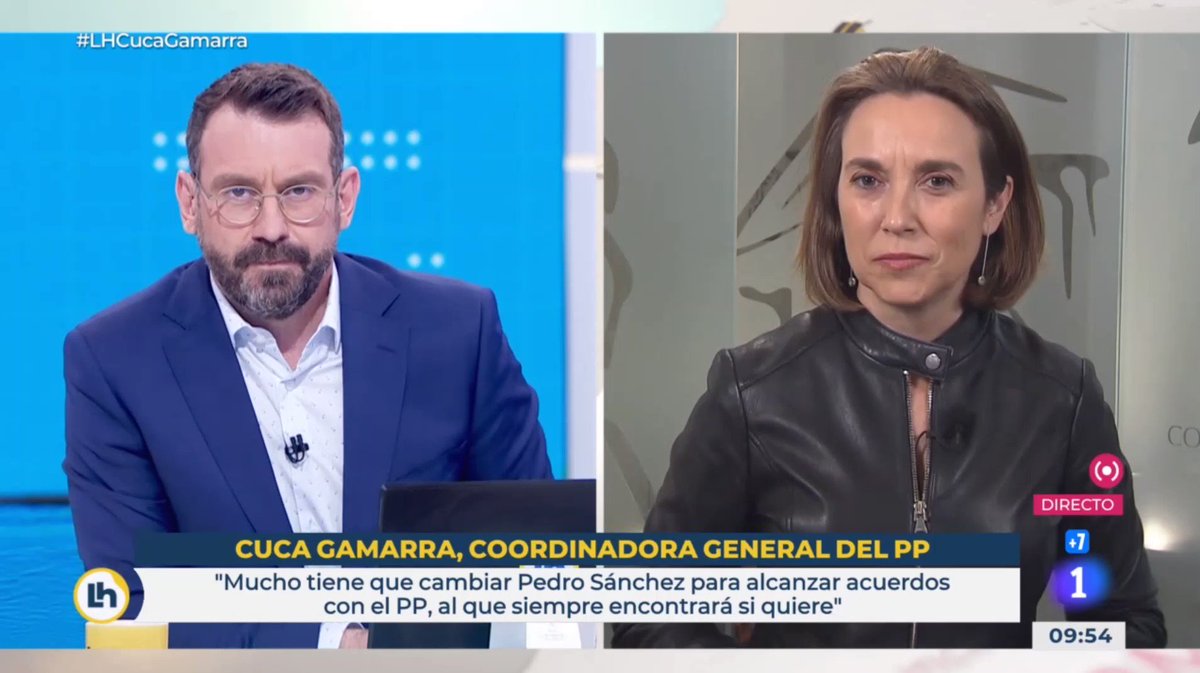 #LHCucaGamarra
CO
DIRECTO
CUCA GAMARRA, COORDINADORA GENERAL DEL PP
+7
"Mucho tiene que cambiar Pedro Sánchez para alcanzar acuerdos
con el PP, al que siempre encontrará si quiere"
Lh
1
09:54